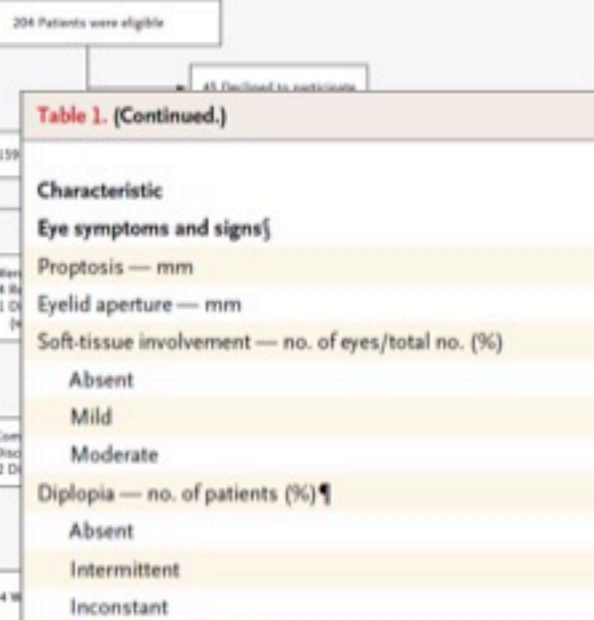 204 Patients were eligible
45 Declined to participate
159
Table 1. (Continued.)
Characteristic
Eye symptoms and signs§
Proptosis — mm
Eyelid aperture — mm
Soft-tissue involvement — no. of eyes/total no. (%)
Absent
Mild
Moderate
Diplopia — no. of patients (%)¶
Absent
Intermittent
Inconstant